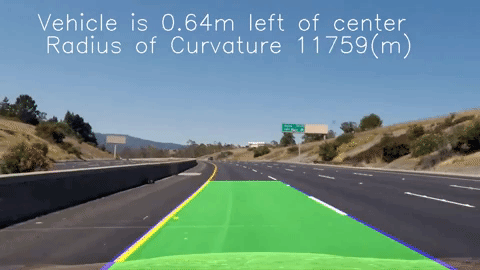 Vehicle is 0.64m left of center
Radius of Curvature 11759(m)